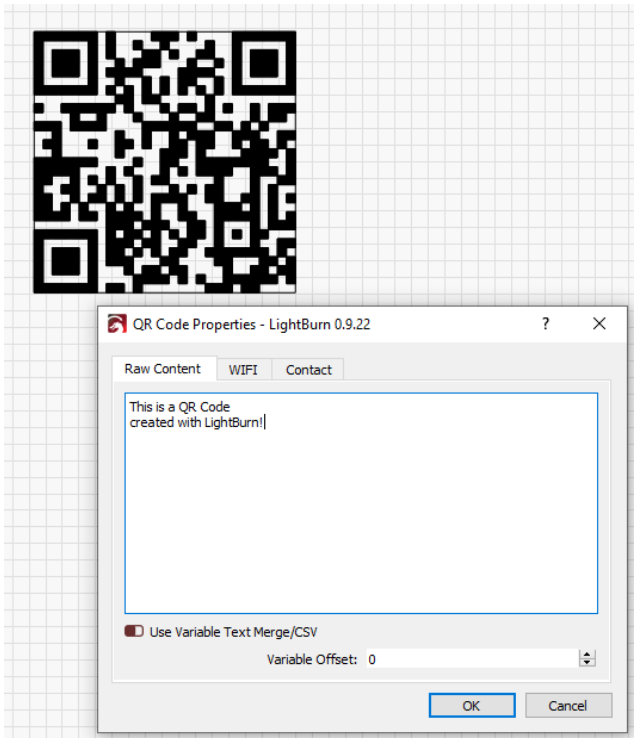 QR Code Properties - LightBurn 0.9.22 ?
Raw Content WIFI Contact
This is a QR Code
created with LightBurn!
Use Variable Text Merge/CSV
Variable Offset: 0
OK Cancel